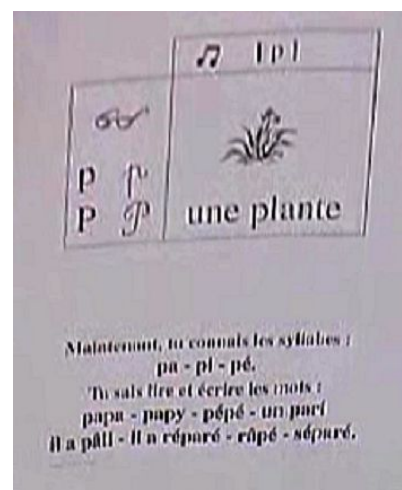 [p]
p p
P P
une plante
Maintenant, tu connais les syllabes :
pa - pi - pé.
Tu sais lire et écrire les mots :
papa - papy - pépé - un pari
il a pâli - il a réparé - râpé - séparé.